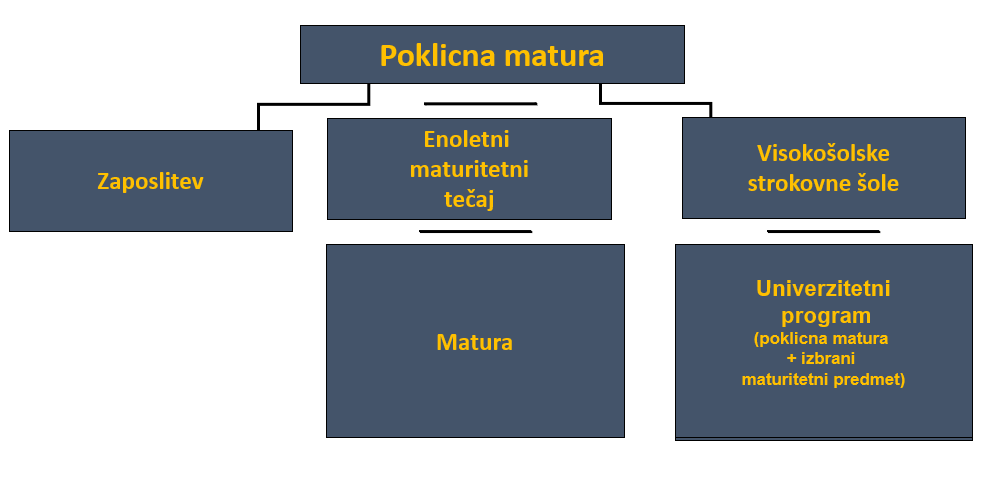 Poklicna matura
Zaposlitev
Enoletni
maturitetni
tečaj
Visokošolske
strokovne šole
Matura
Univerzitetni
program
(poklicna matura
+ izbrani
maturitetni predmet)